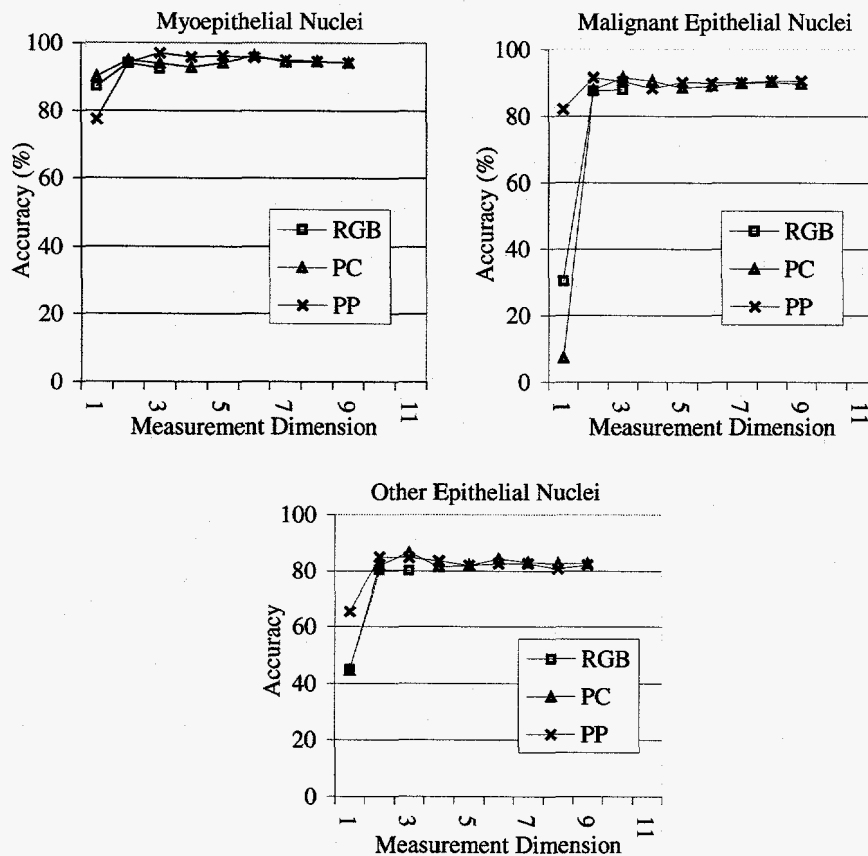 Myoepithelial Nuclei
100
80
60
40
20
0
Accuracy (%)
RGB
PC
PP
1 3 5 7 9 11
Measurement Dimension
Malignant Epithelial Nuclei
100
80
60
40
20
0
Accuracy (%)
RGB
PC
PP
1 3 5 7 9 11
Measurement Dimension
Other Epithelial Nuclei
100
80
60
40
20
0
Accuracy
RGB
PC
PP
1 3 5 7 9 11
Measurement Dimension